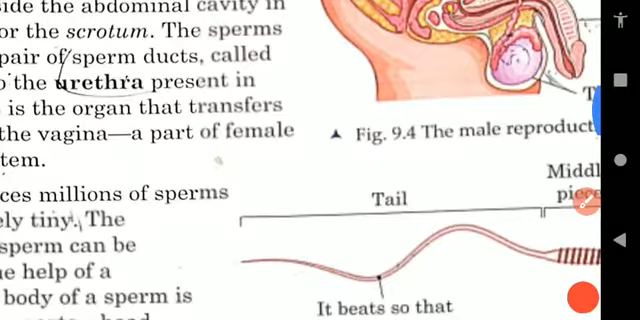 side the abdominal cavity in
or the scrotum. The sperms
pair of sperm ducts, called
the urethra present in
is the organ that transfers
the vagina—a part of female
tem.
ces millions of sperms
ely tiny. The
sperm can be
e help of a
body of a sperm is
▲ Fig. 9.4 The male reproduct
Tail
Middl
piece
It beats so that